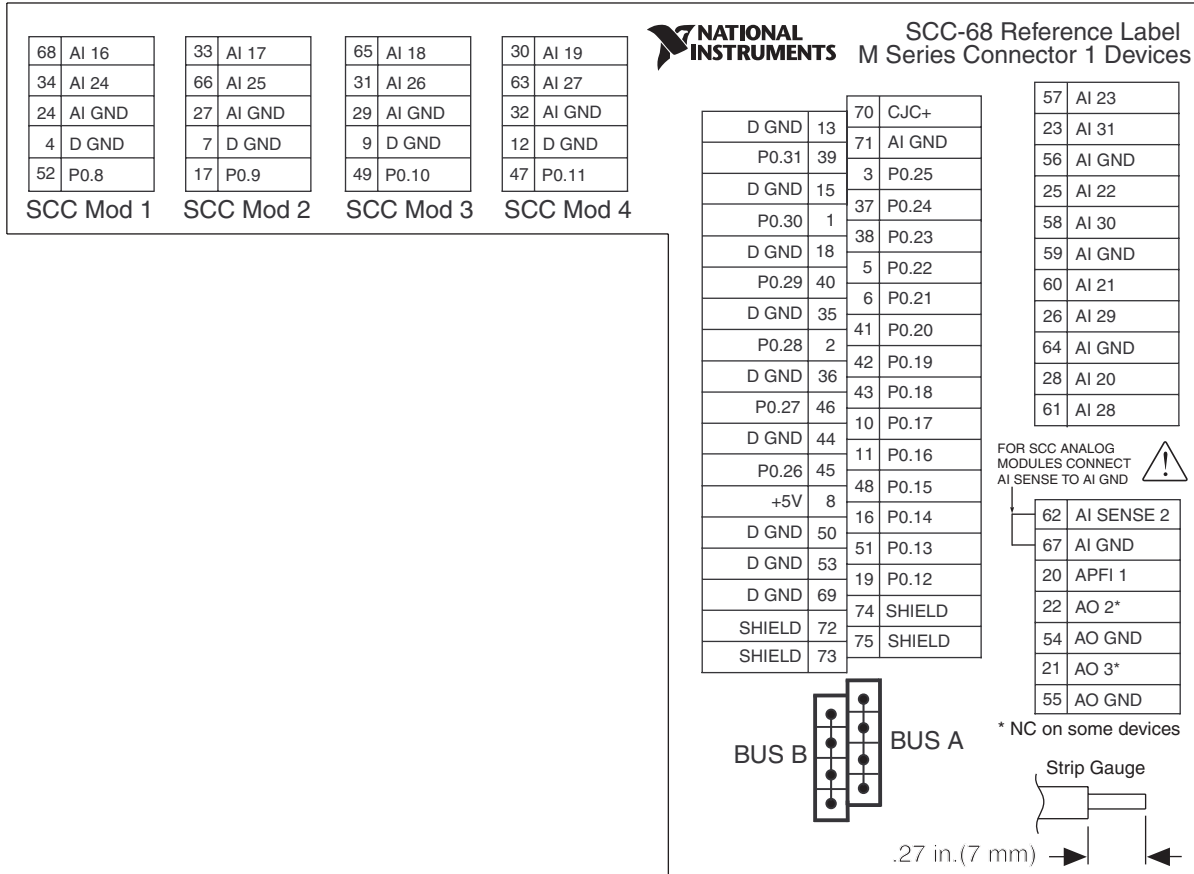 68 AI 16
34 AI 24
24 AI GND
4 D GND
52 P0.8
SCC Mod 1
33 AI 17
66 AI 25
27 AI GND
7 D GND
17 P0.9
SCC Mod 2
65 AI 18
31 AI 26
29 AI GND
9 D GND
49 P0.10
SCC Mod 3
30 AI 19
63 AI 27
32 AI GND
12 D GND
47 P0.11
SCC Mod 4
NATIONAL
INSTRUMENTS
SCC-68 Reference Label
M Series Connector 1 Devices
D GND 13
P0.31 39
D GND 15
P0.30 1
D GND 18
P0.29 40
D GND 35
P0.28 2
D GND 36
P0.27 46
D GND 44
P0.26 45
+5V 8
D GND 50
D GND 53
D GND 69
SHIELD 72
SHIELD 73
70 CJC+
71 AI GND
3 P0.25
37 P0.24
38 P0.23
5 P0.22
6 P0.21
41 P0.20
42 P0.19
43 P0.18
10 P0.17
11 P0.16
48 P0.15
16 P0.14
51 P0.13
19 P0.12
74 SHIELD
75 SHIELD
BUS B
BUS A
57 AI 23
23 AI 31
56 AI GND
25 AI 22
58 AI 30
59 AI GND
60 AI 21
26 AI 29
64 AI GND
28 AI 20
61 AI 28
FOR SCC ANALOG
MODULES CONNECT
AI SENSE TO AI GND
!
62 AI SENSE 2
67 AI GND
20 APFI 1
22 AO 2*
54 AO GND
21 AO 3*
55 AO GND
* NC on some devices
Strip Gauge
.27 in.(7 mm)